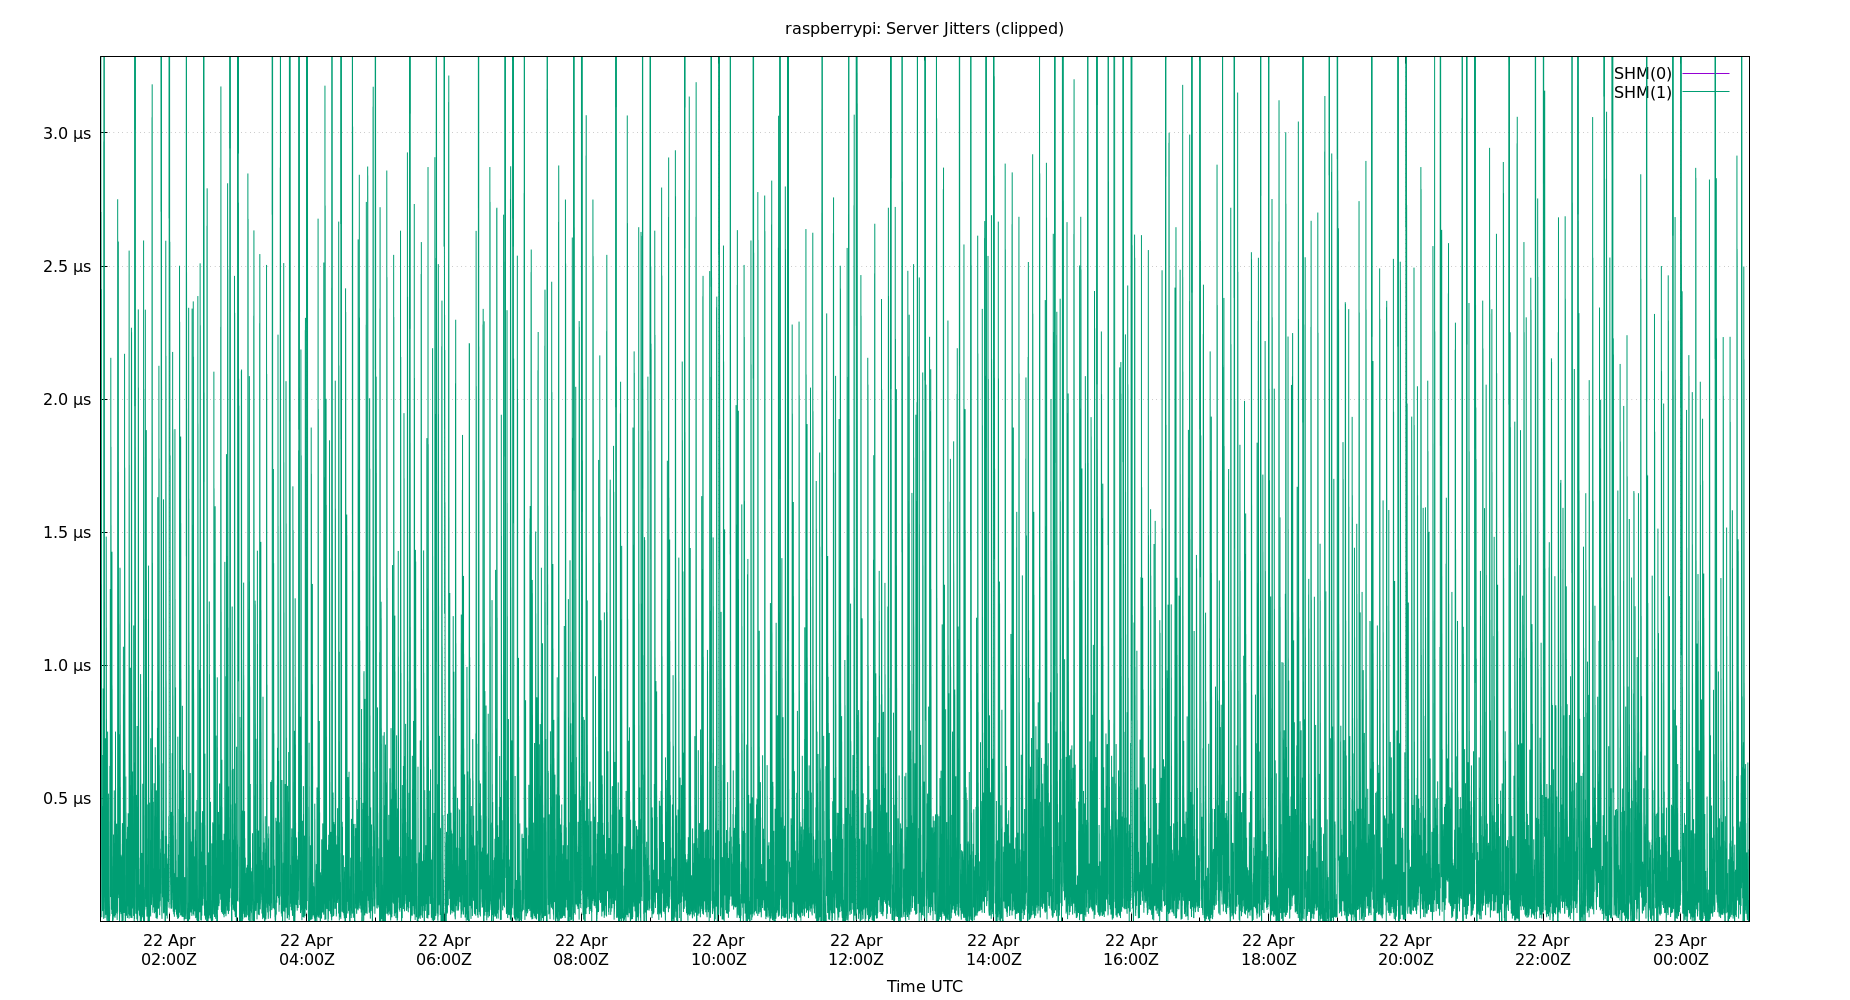 raspberrypi: Server Jitters (clipped)
SHM(0)
SHM(1)
3.0 μs
2.5 μs
2.0 μs
1.5 μs
1.0 μs
0.5 μs
22 Apr 22 Apr 22 Apr 22 Apr 22 Apr 22 Apr 22 Apr 22 Apr 22 Apr 22 Apr 22 Apr 23 Apr
02:00Z 04:00Z 06:00Z 08:00Z 10:00Z 12:00Z 14:00Z 16:00Z 18:00Z 20:00Z 22:00Z 00:00Z
Time UTC